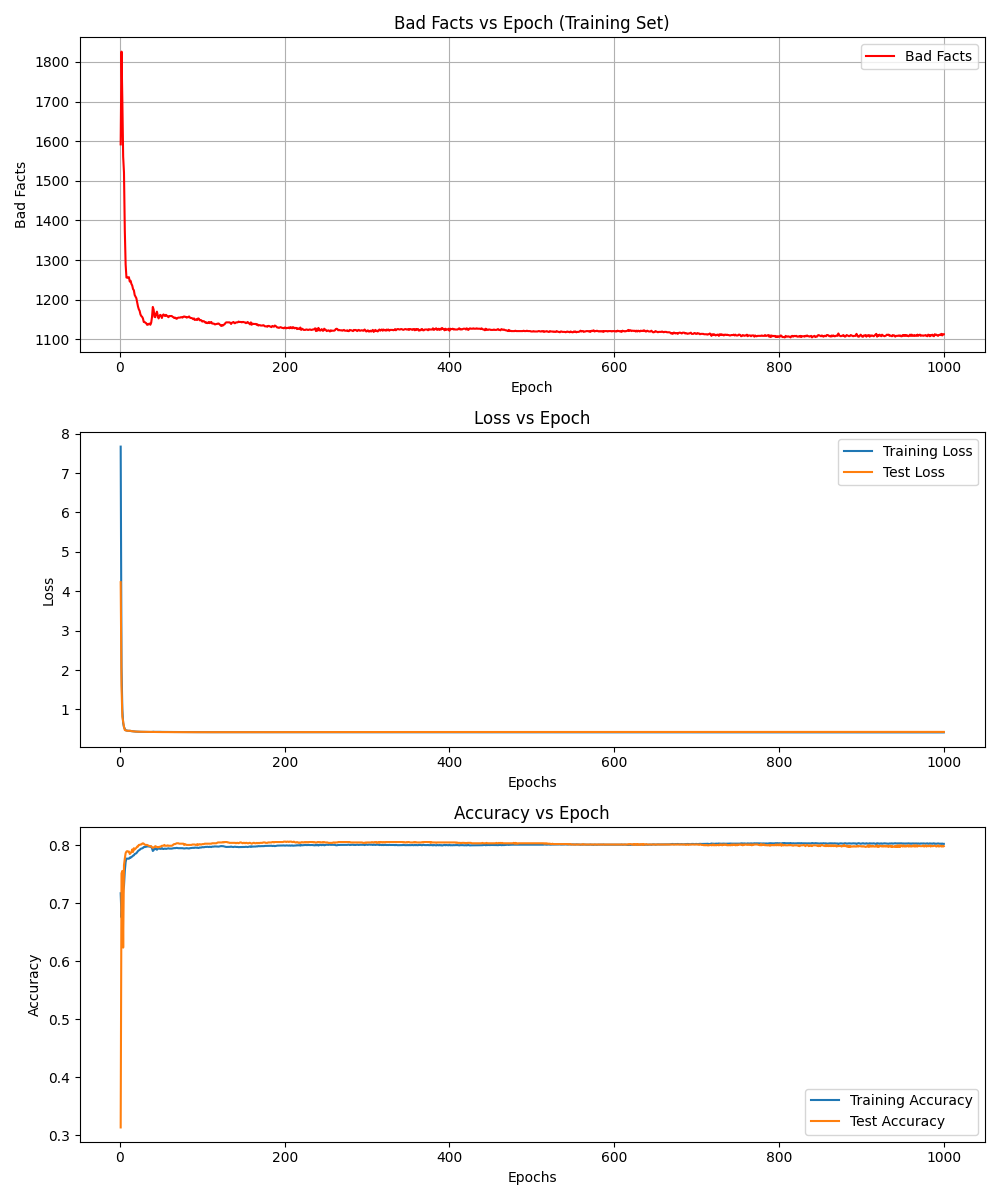 Bad Facts vs Epoch (Training Set)
Bad Facts
1800
1700
1600
1500
1400
1300
1200
1100
Bad Facts
0 200 400 600 800 1000
Epoch
Loss vs Epoch
Training Loss
Test Loss
8
7
6
5
4
3
2
1
Loss
0 200 400 600 800 1000
Epochs
Accuracy vs Epoch
0.8
0.7
0.6
0.5
0.4
0.3
Accuracy
Training Accuracy
Test Accuracy
0 200 400 600 800 1000
Epochs